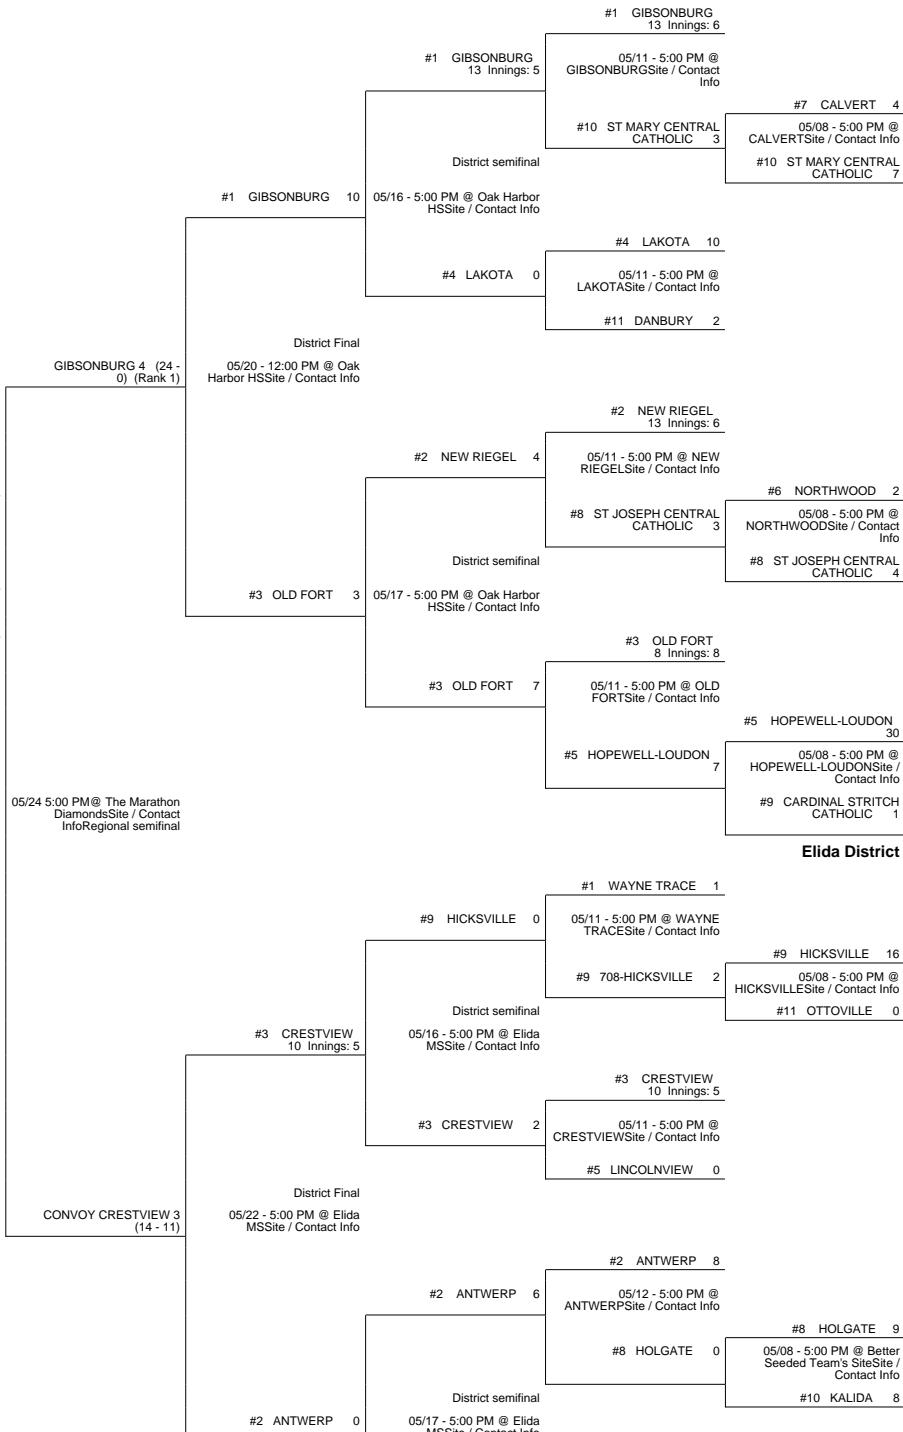 #1 GIBSONBURG
13 Innings: 6
#1 GIBSONBURG
13 Innings: 5
05/11 - 5:00 PM @
GIBSONBURGSite / Contact
Info
#7 CALVERT 4
#10 ST MARY CENTRAL
CATHOLIC 3
05/08 - 5:00 PM @
CALVERTSite / Contact Info
District semifinal
#10 ST MARY CENTRAL
CATHOLIC 7
#1 GIBSONBURG 10
05/16 - 5:00 PM @ Oak Harbor
HSSite / Contact Info
#4 LAKOTA 10
#4 LAKOTA 0
05/11 - 5:00 PM @
LAKOTASite / Contact Info
#11 DANBURY 2
District Final
GIBSONBURG 4 (24 -
0) (Rank 1)
05/20 - 12:00 PM @ Oak
Harbor HSSite / Contact Info
#2 NEW RIEGEL
13 Innings: 6
#2 NEW RIEGEL 4
05/11 - 5:00 PM @ NEW
RIEGELSite / Contact Info
#6 NORTHWOOD 2
#8 ST JOSEPH CENTRAL
CATHOLIC 3
05/08 - 5:00 PM @
NORTHWOODSite / Contact
Info
District semifinal
#8 ST JOSEPH CENTRAL
CATHOLIC 4
#3 OLD FORT 3
05/17 - 5:00 PM @ Oak Harbor
HSSite / Contact Info
#3 OLD FORT
8 Innings: 8
#3 OLD FORT 7
05/11 - 5:00 PM @ OLD
FORTSite / Contact Info
#5 HOPEWELL-LOUDON
30
#5 HOPEWELL-LOUDON
7
05/08 - 5:00 PM @
HOPEWELL-LOUDONSite /
Contact Info
05/24 5:00 PM@ The Marathon
DiamondsSite / Contact
InfoRegional semifinal
#9 CARDINAL STRITCH
CATHOLIC 1
Elida District
#1 WAYNE TRACE 1
#9 HICKSVILLE 0
05/11 - 5:00 PM @ WAYNE
TRACESite / Contact Info
#9 HICKSVILLE 16
#9 708-HICKSVILLE 2
05/08 - 5:00 PM @
HICKSVILLESite / Contact Info
District semifinal
#11 OTTOVILLE 0
#3 CRESTVIEW
10 Innings: 5
05/16 - 5:00 PM @ Elida
MSSite / Contact Info
#3 CRESTVIEW
10 Innings: 5
#3 CRESTVIEW 2
05/11 - 5:00 PM @
CRESTVIEWSite / Contact Info
#5 LINCOLNVIEW 0
District Final
CONVOY CRESTVIEW 3
(14 - 11)
05/22 - 5:00 PM @ Elida
MSSite / Contact Info
#2 ANTWERP 8
#2 ANTWERP 6
05/12 - 5:00 PM @
ANTWERPSite / Contact Info
#8 HOLGATE 9
#8 HOLGATE 0
05/08 - 5:00 PM @ Better
Seeded Team's SiteSite /
Contact Info
District semifinal
#10 KALIDA 8
#2 ANTWERP 0
05/17 - 5:00 PM @ Elida
MSSite / Contact Info